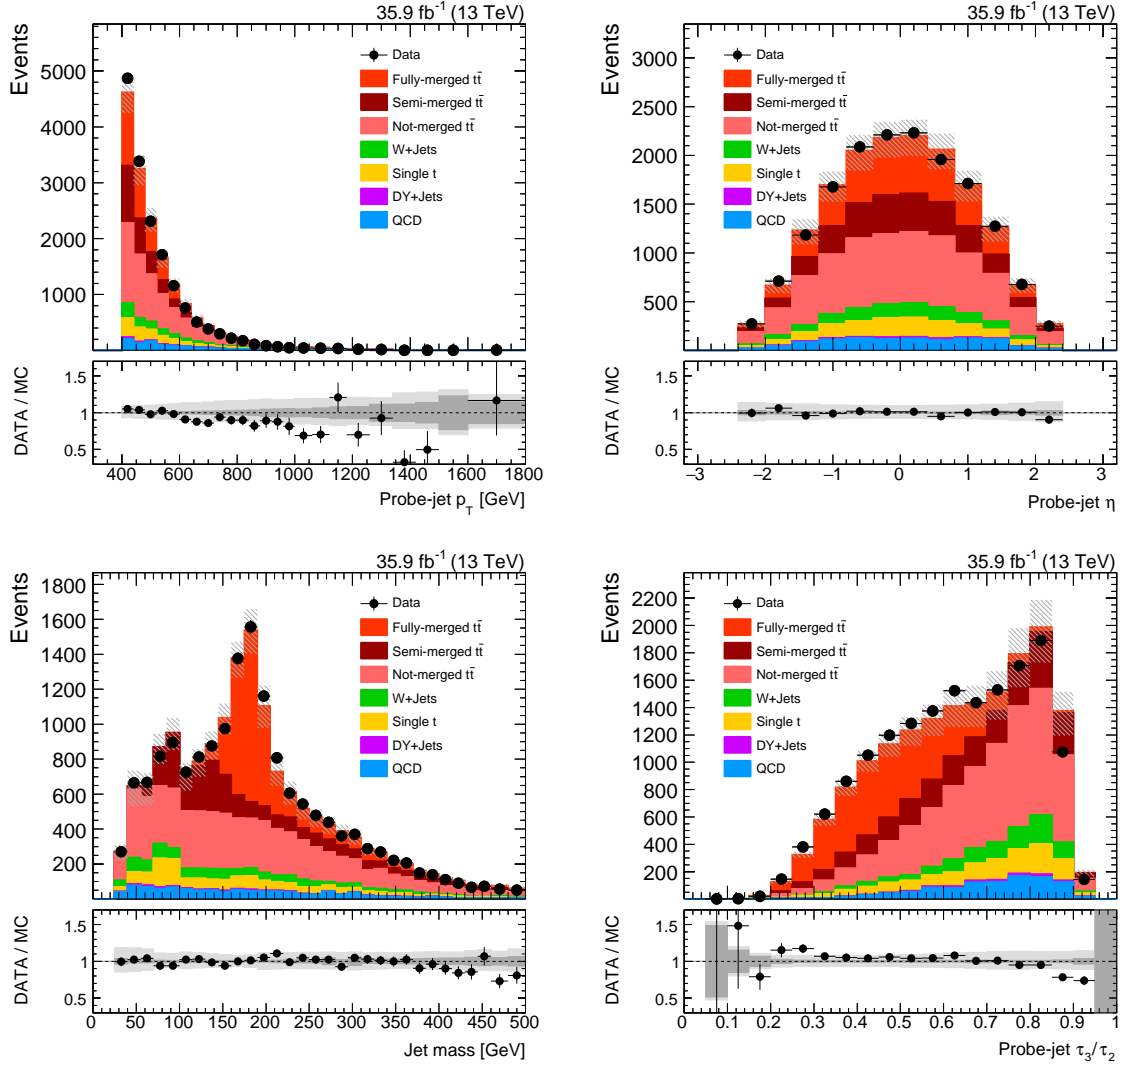 35.9 fb⁻¹ (13 TeV)
Events
5000
4000
3000
2000
1000
Data
Fully-merged tt̄
Semi-merged tt̄
Not-merged tt̄
W+Jets
Single t
DY+Jets
QCD
DATA / MC
1.5
1
0.5
400 600 800 1000 1200 1400 1600 1800
Probe-jet p_T [GeV]
35.9 fb⁻¹ (13 TeV)
Events
3000
2500
2000
1500
1000
500
Data
Fully-merged tt̄
Semi-merged tt̄
Not-merged tt̄
W+Jets
Single t
DY+Jets
QCD
DATA / MC
1.5
1
0.5
−3 −2 −1 0 1 2 3
Probe-jet η
35.9 fb⁻¹ (13 TeV)
Events
1800
1600
1400
1200
1000
800
600
400
200
Data
Fully-merged tt̄
Semi-merged tt̄
Not-merged tt̄
W+Jets
Single t
DY+Jets
QCD
DATA / MC
1.5
1
0.5
0 50 100 150 200 250 300 350 400 450 500
Jet mass [GeV]
35.9 fb⁻¹ (13 TeV)
Events
2200
2000
1800
1600
1400
1200
1000
800
600
400
200
Data
Fully-merged tt̄
Semi-merged tt̄
Not-merged tt̄
W+Jets
Single t
DY+Jets
QCD
DATA / MC
1.5
1
0.5
0 0.1 0.2 0.3 0.4 0.5 0.6 0.7 0.8 0.9 1
Probe-jet τ₃/τ₂